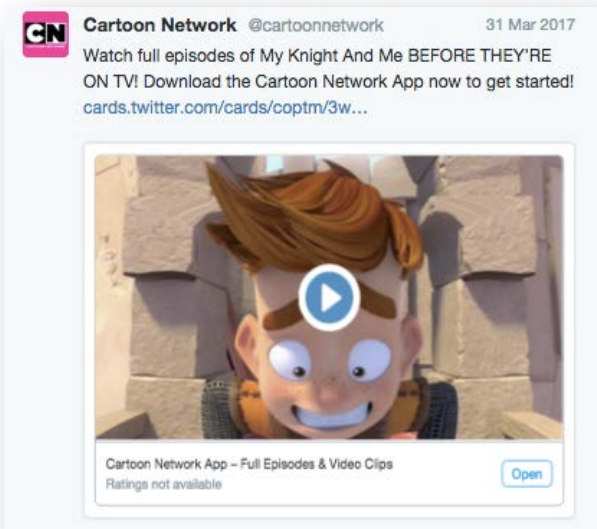 CN Cartoon Network @cartoonnetwork 31 Mar 2017
Watch full episodes of My Knight And Me BEFORE THEY'RE
ON TV! Download the Cartoon Network App now to get started!
cards.twitter.com/cards/coptm/3w...
Cartoon Network App – Full Episodes & Video Clips
Ratings not available
Open